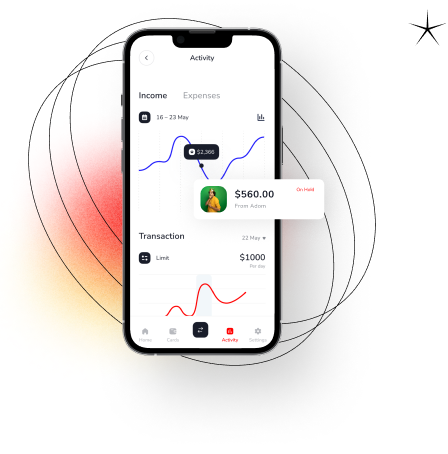 Activity
Income
Expenses
16 - 23 May
$2,366
$560.00
On Hold
From Adam
Transaction
22 May
Limit
$1000
Per day
Home
Cards
Activity
Settings